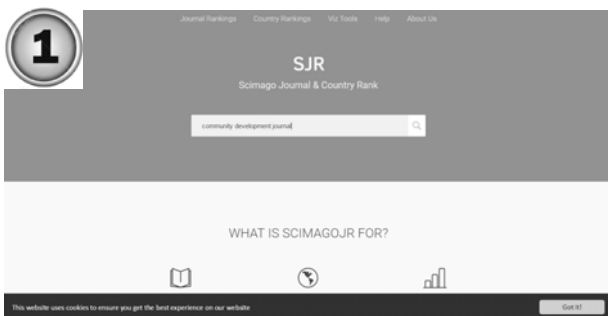 1
Journal Rankings Country Rankings Viz Tools Help About Us
SJR
Scimago Journal & Country Rank
community development journal
WHAT IS SCIMAGOJR FOR?
This website uses cookies to ensure you get the best experience on our website
Got it!